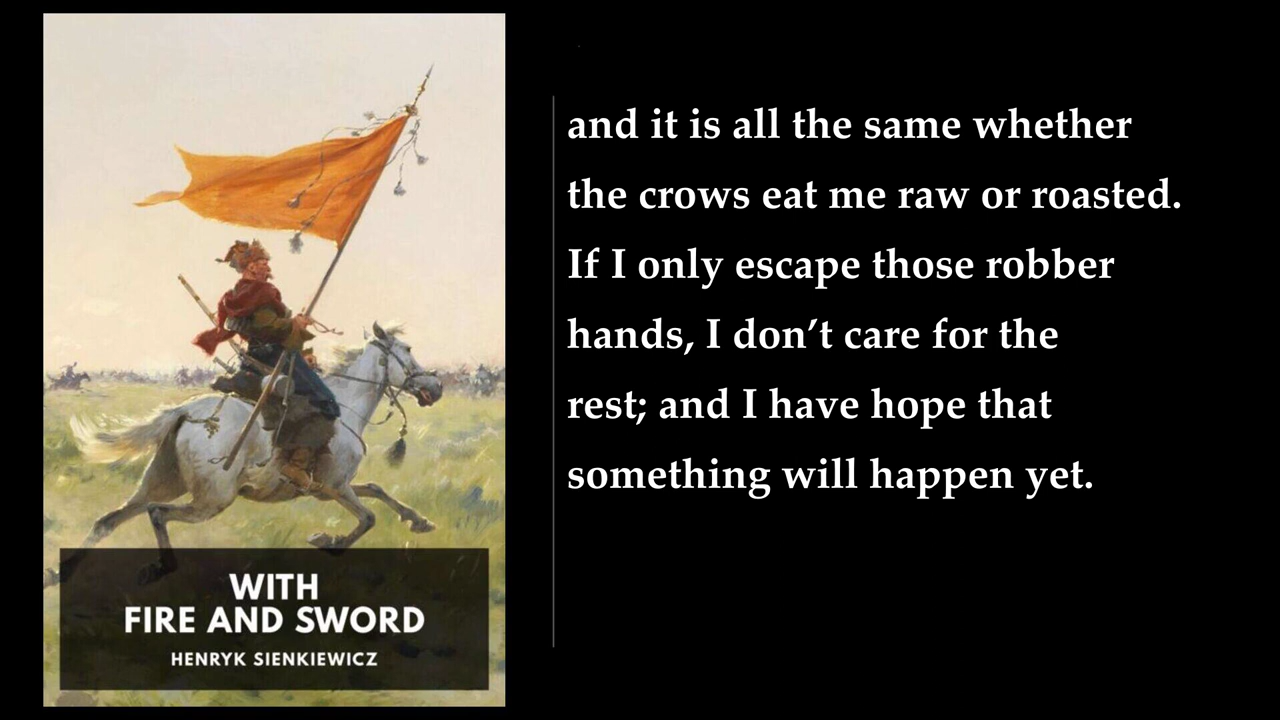 WITH
FIRE AND SWORD
HENRYK SIENKIEWICZ
and it is all the same whether
the crows eat me raw or roasted.
If I only escape those robber
hands, I don’t care for the
rest; and I have hope that
something will happen yet.